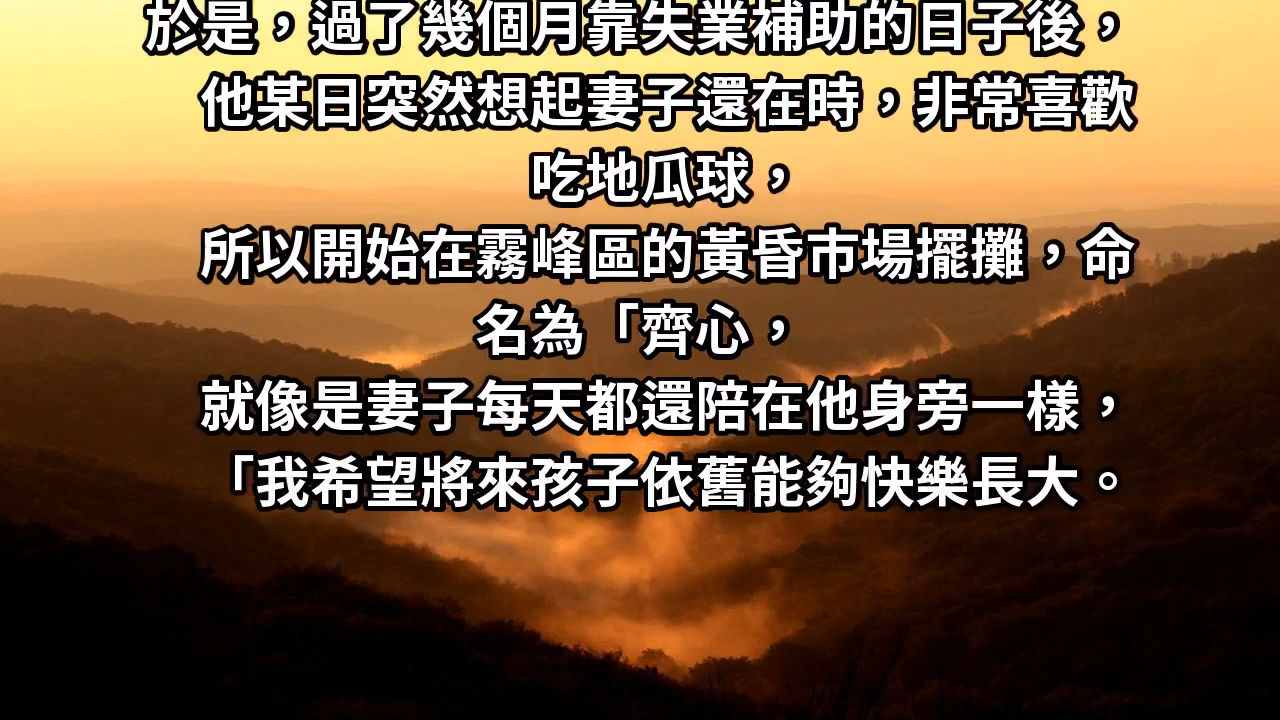 於是，過了幾個月靠失業補助的日子後，
他某日突然想起妻子還在時，非常喜歡
吃地瓜球，
所以開始在霧峰區的黃昏市場擺攤，命
名為「齊心，
就像是妻子每天都還陪在他身旁一樣，
「我希望將來孩子依舊能夠快樂長大。